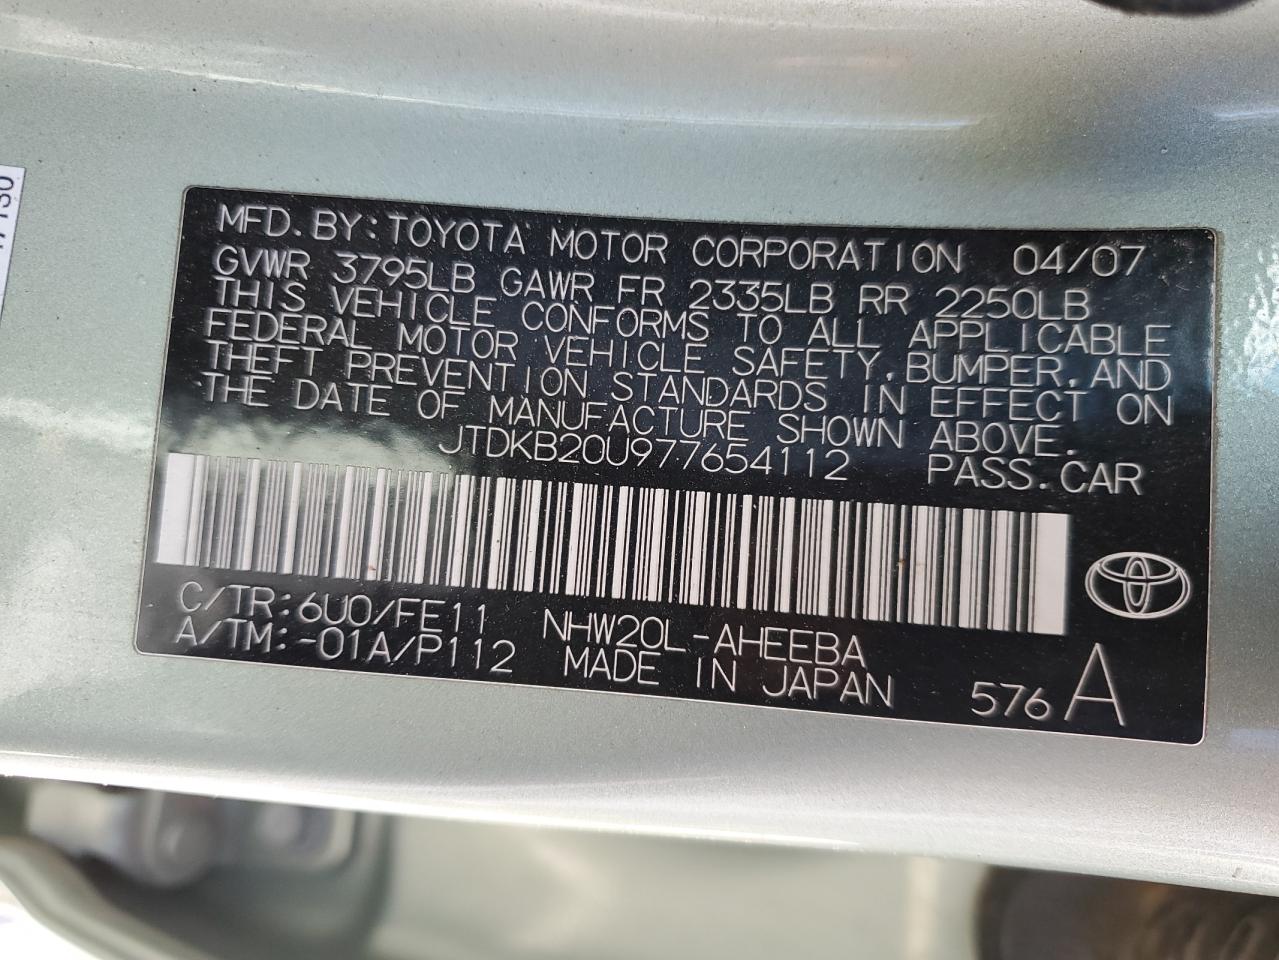 MFD. BY: TOYOTA MOTOR CORPORATION 04/07
GVWR 3795LB GAWR FR 2335LB RR 2250LB
THIS VEHICLE CONFORMS TO ALL APPLICABLE
FEDERAL MOTOR VEHICLE SAFETY, BUMPER, AND
THEFT PREVENTION STANDARDS IN EFFECT ON
THE DATE OF MANUFACTURE SHOWN ABOVE.
JTDKB20U977654112 PASS. CAR
C/TR: 6U0/FE11 NHW20L-AHEEBA
A/TM: -01A/P112 MADE IN JAPAN 576 A